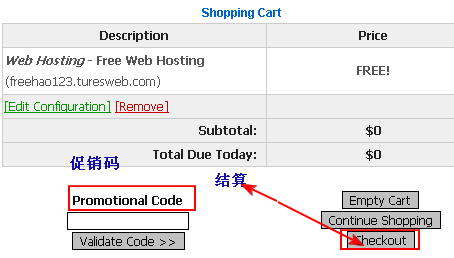 Shopping Cart
Description Price
Web Hosting - Free Web Hosting
(freehao123.turesweb.com)
FREE!
[Edit Configuration] [Remove]
Subtotal: $0
Total Due Today: $0
促销码
结算
Promotional Code
Validate Code >>
Empty Cart
Continue Shopping
Checkout